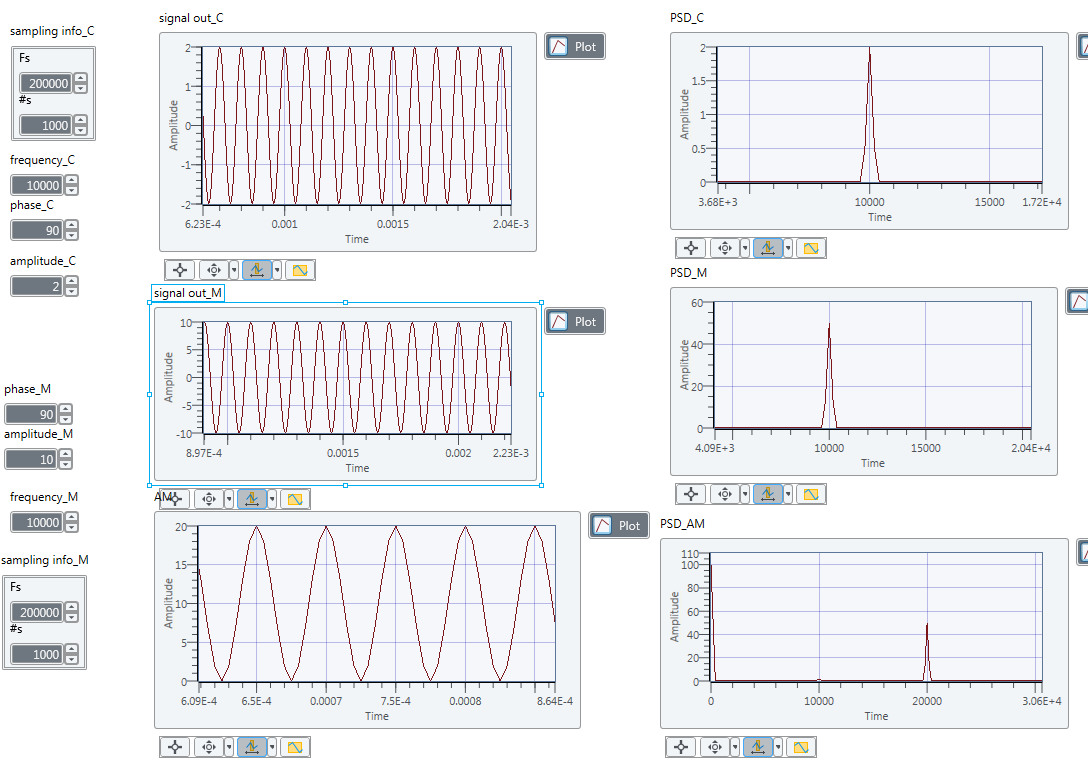 sampling info_C
Fs
200000
#s
1000
frequency_C
10000
phase_C
90
amplitude_C
2
phase_M
90
amplitude_M
10
frequency_M
10000
sampling info_M
Fs
200000
#s
1000
signal out_C
Plot
Amplitude
2
1
0
-1
-2
6.23E-4 0.001 0.0015 2.04E-3
Time
signal out_M
Plot
Amplitude
10
5
0
-5
-10
8.97E-4 0.0015 0.002 2.23E-3
Time
AM
Plot
Amplitude
20
15
10
5
0
6.09E-4 6.5E-4 0.0007 7.5E-4 0.0008 8.64E-4
Time
PSD_C
Amplitude
2
1.5
1
0.5
0
3.68E+3 10000 15000 1.72E+4
Time
PSD_M
Amplitude
60
40
20
0
4.09E+3 10000 15000 2.04E+4
Time
PSD_AM
Amplitude
110
100
80
60
40
20
0
0 10000 20000 3.06E+4
Time